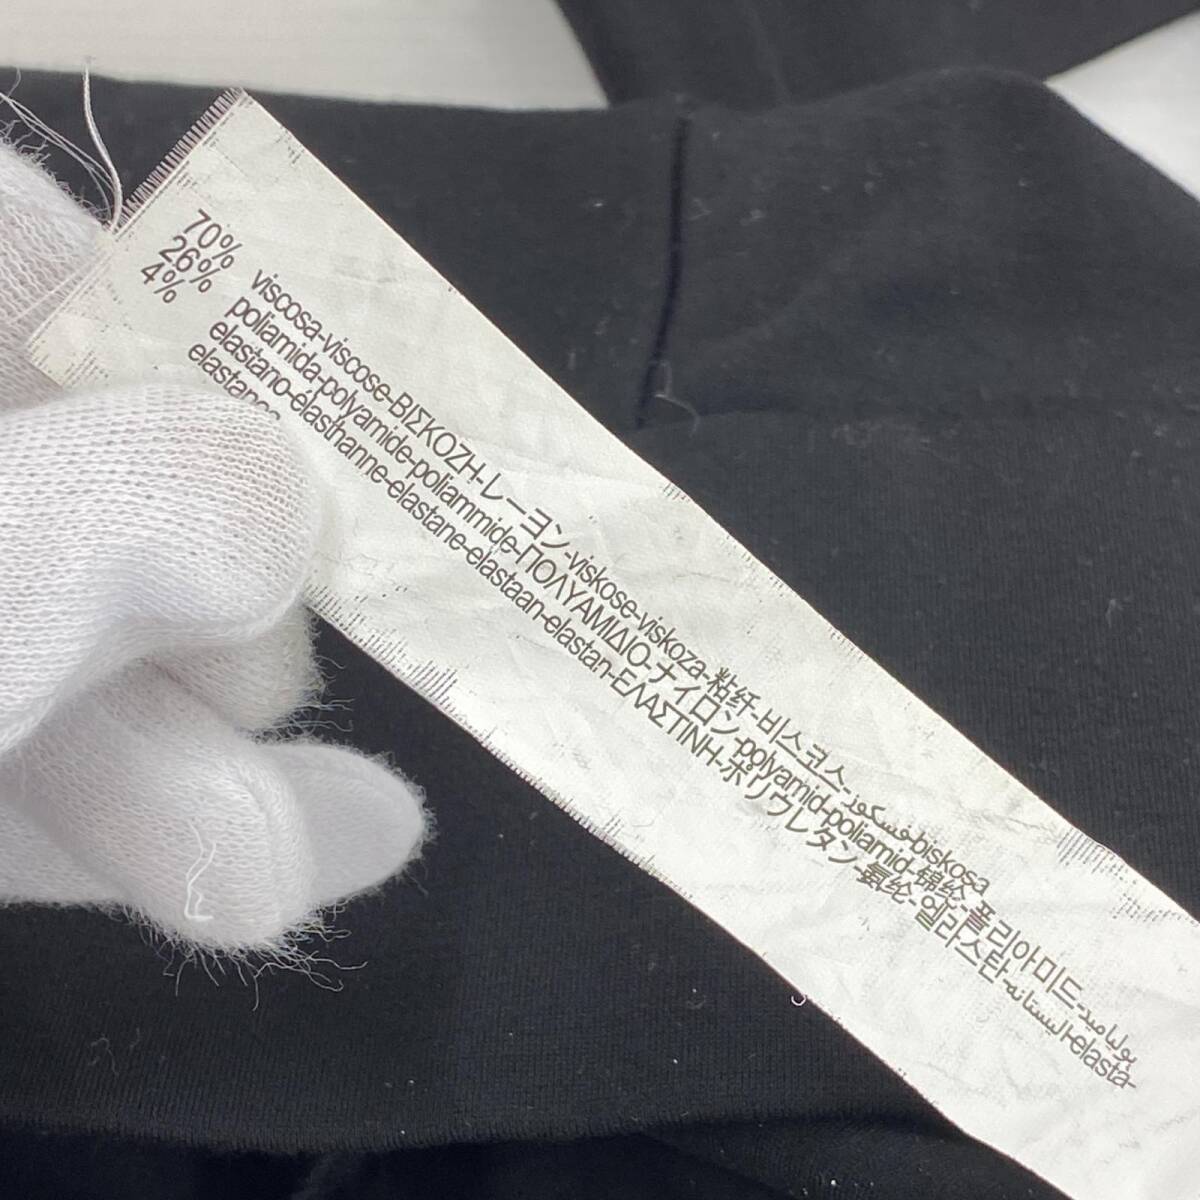 70% viscosa-viscose-ΒΙΣΚΟΖΗ-レーヨン-viskose-viskoza-粘纤-비스코스-فسكوز-biskosa
26% poliamida-polyamide-poliammide-ΠΟΛΥΑΜΙΔΙΟ-ナイロン-polyamid-poliamid-锦纶-폴리아미드-بولياميد
4% elastano-élasthanne-elastane-elastaan-elastan-ΕΛΑΣΤΙΝΗ-ポリウレタン-氨纶-엘라스탄-اليستانه-elasta-
elastane